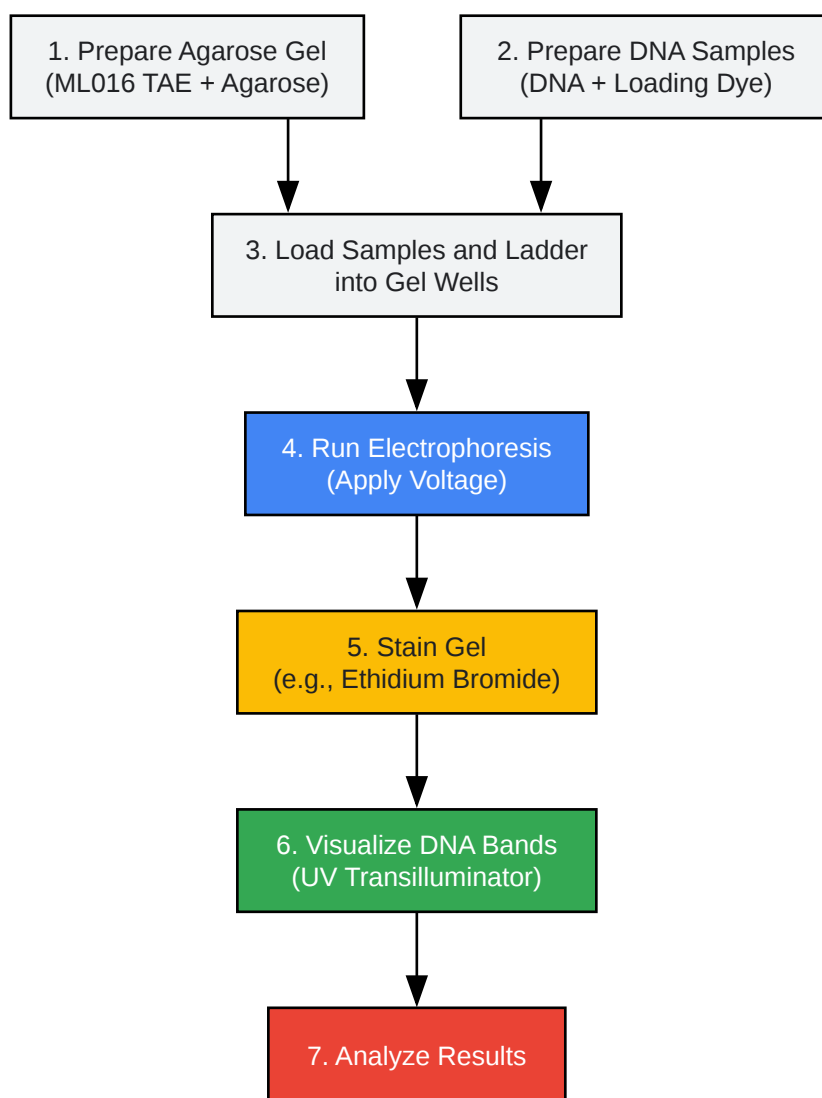 1. Prepare Agarose Gel
(ML016 TAE + Agarose)
2. Prepare DNA Samples
(DNA + Loading Dye)
3. Load Samples and Ladder
into Gel Wells
4. Run Electrophoresis
(Apply Voltage)
5. Stain Gel
(e.g., Ethidium Bromide)
6. Visualize DNA Bands
(UV Transilluminator)
7. Analyze Results